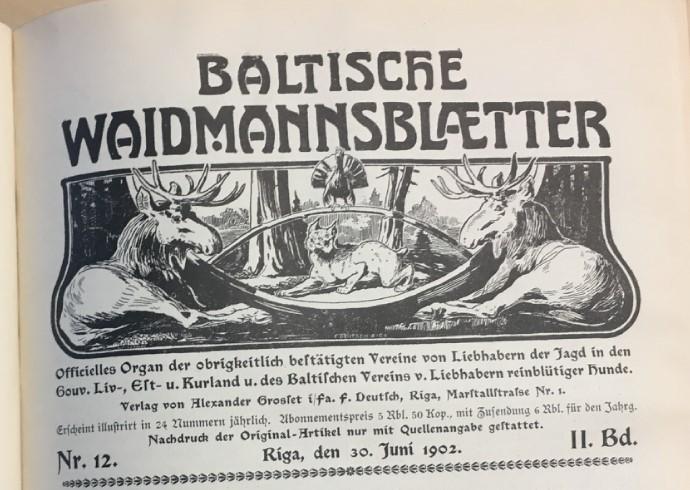 BALTISCHE
WAIDMANNSBLÆTTER
Officielles Organ der obrigkeitlich bestätigten Vereine von Liebhabern der Jagd in den
Gouv. Liv-, Est- u. Kurland u. des Baltischen Vereins v. Liebhabern reinblütiger Hunde.
Verlag von Alexander Grosset i/Fa. F. Deutsch, Riga, Marstallstrasse Nr. 1.
Erscheint illustrirt in 24 Nummern jährlich. Abonnementspreis 5 Rbl. 50 Kop., mit Zusendung 6 Rbl. für den Jahrg.
Nachdruck der Original-Artikel nur mit Quellenangabe gestattet.
Nr. 12. Riga, den 30. Juni 1902. II. Bd.